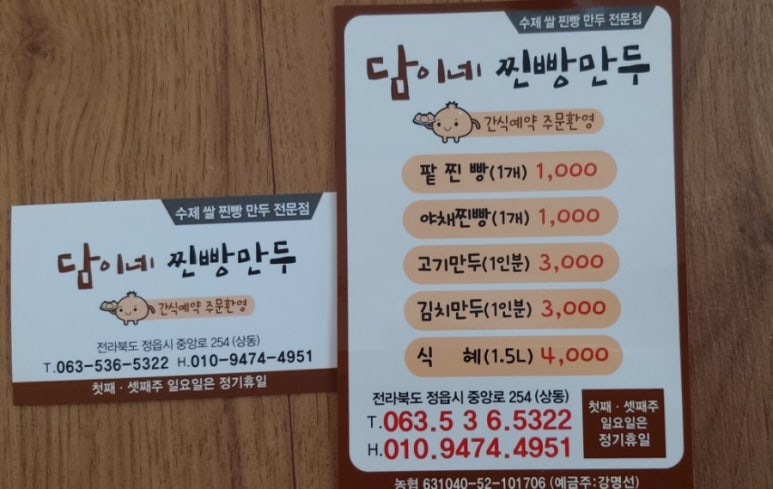 수제 쌀 찐빵 만두 전문점
담이네 찐빵만두
간식예약 주문환영
전라북도 정읍시 중앙로 254 (상동)
T.063-536-5322 H.010-9474-4951
첫째·셋째주 일요일은 정기휴일
수제 쌀 찐빵 만두 전문점
담이네 찐빵만두
간식예약 주문환영
팥 찐 빵(1개) 1,000
야채찐빵(1개) 1,000
고기만두(1인분) 3,000
김치만두(1인분) 3,000
식 혜(1.5L) 4,000
전라북도 정읍시 중앙로 254 (상동)
T.063.5 3 6.5322
H.010.9474.4951
첫째·셋째주
일요일은
정기휴일
농협 631040-52-101706 (예금주:강명선)